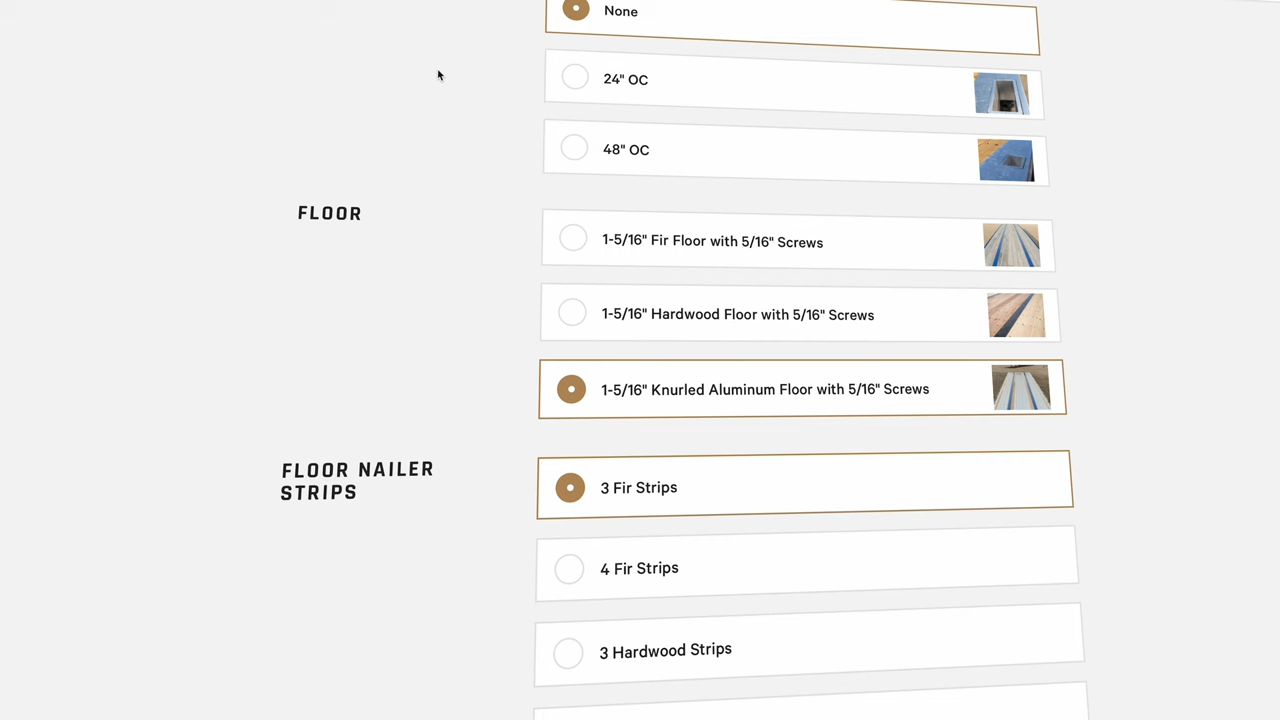 None
24" OC
48" OC
FLOOR
1-5/16" Fir Floor with 5/16" Screws
1-5/16" Hardwood Floor with 5/16" Screws
1-5/16" Knurled Aluminum Floor with 5/16" Screws
FLOOR NAILER
STRIPS
3 Fir Strips
4 Fir Strips
3 Hardwood Strips